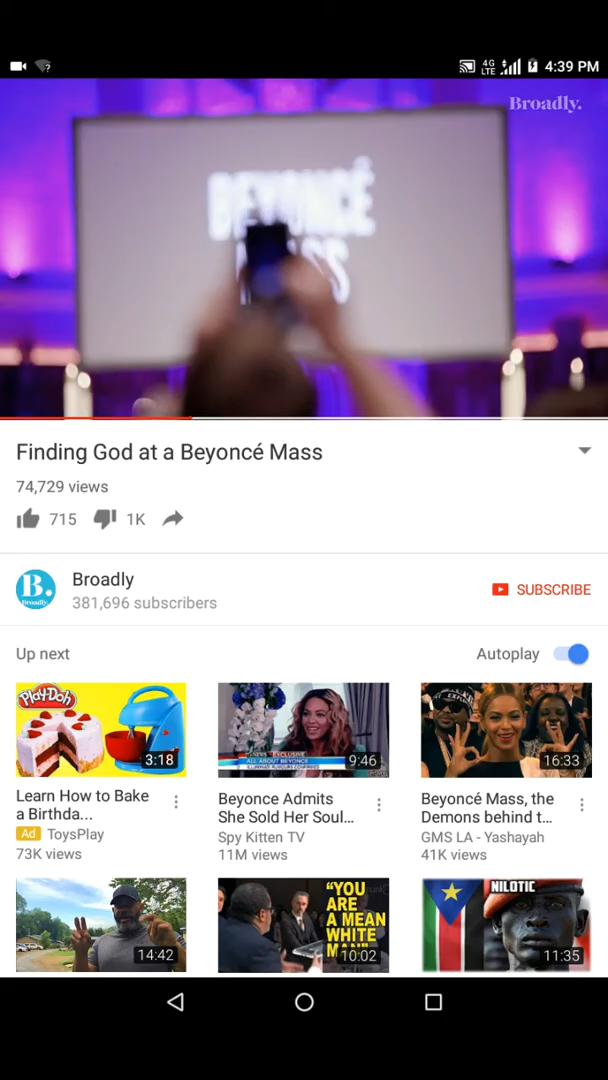 4G
LTE
4:39 PM
Broadly.
BEYONCÉ
MASS
Finding God at a Beyoncé Mass
74,729 views
715
1K
B.
Broadly.
Broadly
381,696 subscribers
SUBSCRIBE
Up next
Autoplay
Play-Doh
3:18
EXCLUSIVE
ALL ABOUT BEYONCE
9:46
16:33
Learn How to Bake
a Birthda...
Ad ToysPlay
73K views
Beyonce Admits
She Sold Her Soul...
Spy Kitten TV
11M views
Beyoncé Mass, the
Demons behind t...
GMS LA - Yashayah
41K views
14:42
"YOU
ARE
A MEAN
WHITE
MAN"
10:02
NILOTIC
11:35